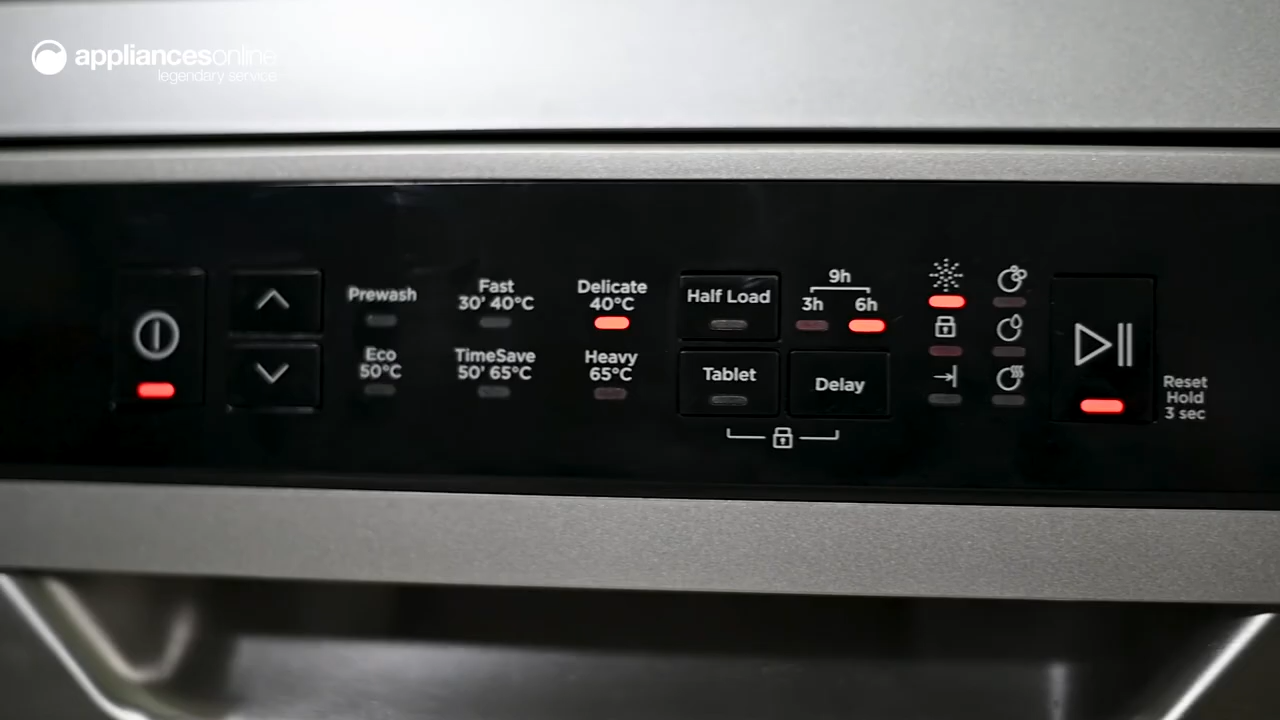 appliancesonline
legendary service
Prewash
Fast
30' 40°C
Delicate
40°C
Half Load
9h
3h 6h
Eco
50°C
TimeSave
50' 65°C
Heavy
65°C
Tablet
Delay
Reset
Hold
3 sec